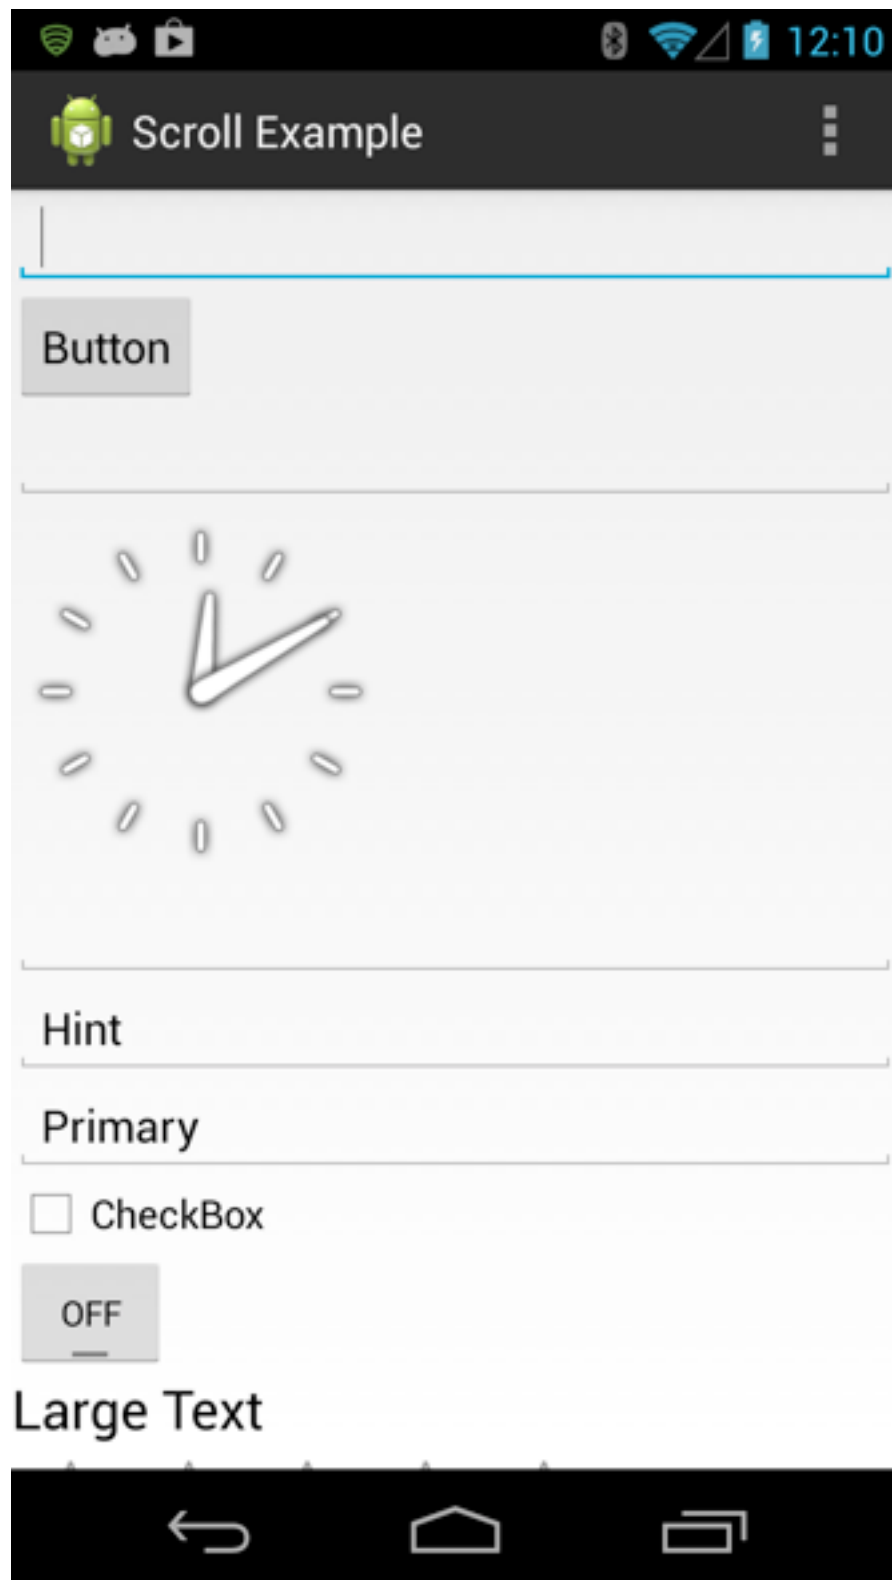 12:10
Scroll Example
Button
Hint
Primary
CheckBox
OFF
Large Text